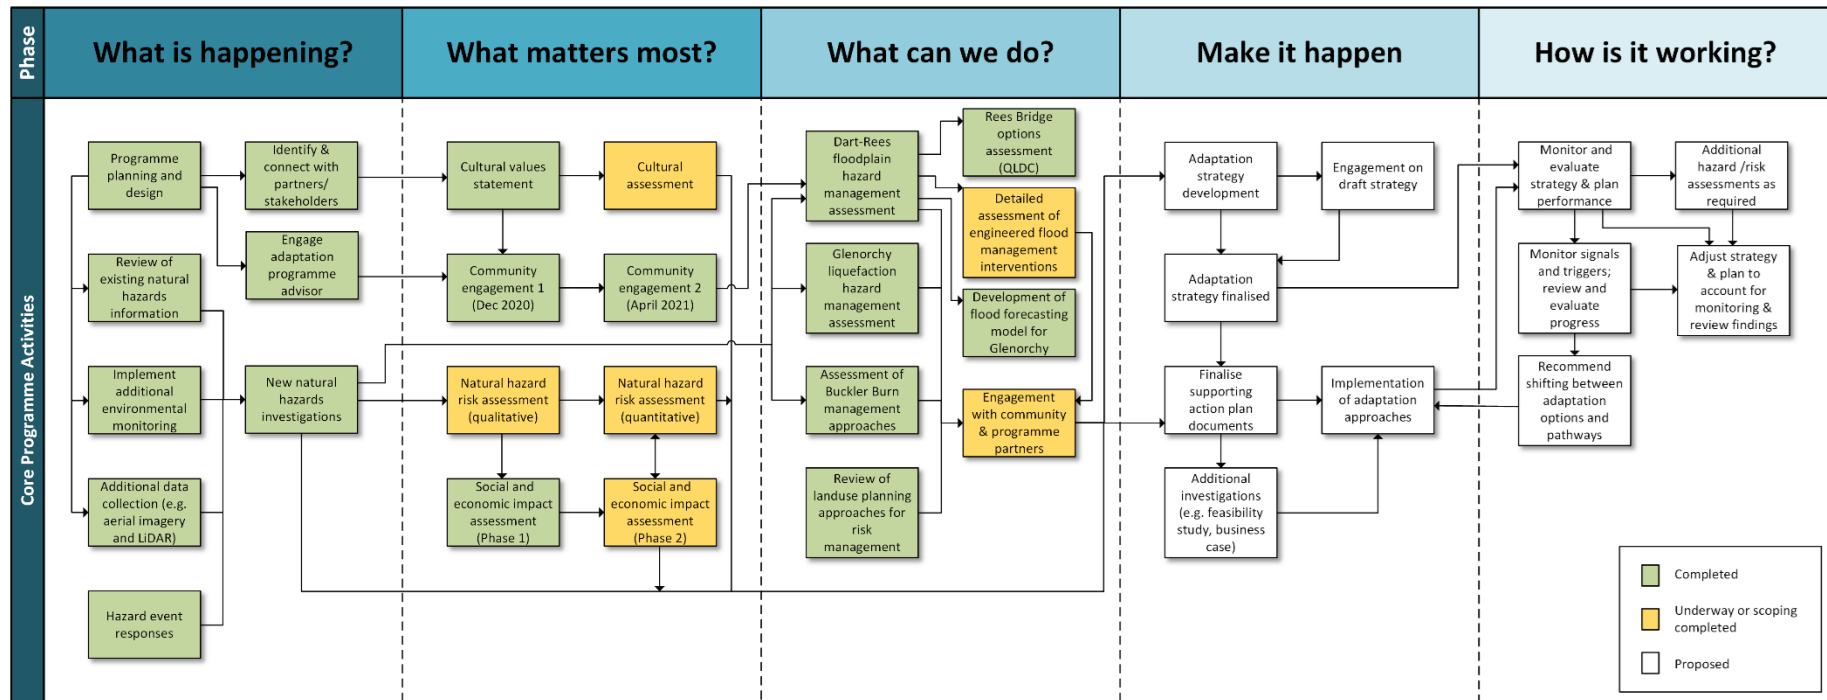 Phase
What is happening?
What matters most?
What can we do?
Make it happen
How is it working?
Core Programme Activities
Programme
planning and
design
Identify &
connect with
partners/
stakeholders
Engage
adaptation
programme
advisor
Review of
existing natural
hazards
information
Implement
additional
environmental
monitoring
New natural
hazards
investigations
Additional data
collection (e.g.
aerial imagery
and LiDAR)
Hazard event
responses
Cultural values
statement
Cultural
assessment
Community
engagement 1
(Dec 2020)
Community
engagement 2
(April 2021)
Natural hazard
risk assessment
(qualitative)
Natural hazard
risk assessment
(quantitative)
Social and
economic impact
assessment
(Phase 1)
Social and
economic impact
assessment
(Phase 2)
Dart-Rees
floodplain
hazard
management
assessment
Rees Bridge
options
assessment
(QLDC)
Detailed
assessment of
engineered flood
management
interventions
Glenorchy
liquefaction
hazard
management
assessment
Development of
flood forecasting
model for
Glenorchy
Assessment of
Buckler Burn
management
approaches
Engagement
with community
& programme
partners
Review of
landuse planning
approaches for
risk
management
Adaptation
strategy
development
Engagement on
draft strategy
Adaptation
strategy finalised
Finalise
supporting
action plan
documents
Implementation
of adaptation
approaches
Additional
investigations
(e.g. feasibility
study, business
case)
Monitor and
evaluate
strategy & plan
performance
Additional
hazard /risk
assessments as
required
Monitor signals
and triggers;
review and
evaluate
progress
Adjust strategy
& plan to
account for
monitoring &
review findings
Recommend
shifting between
adaptation
options and
pathways
Completed
Underway or scoping
completed
Proposed